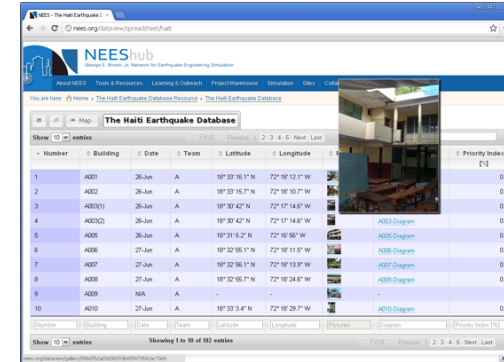 NEES - The Haiti Earthquake D
nees.org/dataview/spreadsheet/haiti
NEEShub
George E. Brown, Jr. Network for Earthquake Engineering Simulation
About NEES Tools & Resources Learning & Outreach Project Warehouse Simulation Sites
You are here: Home » The Haiti Earthquake Database Resource » The Haiti Earthquake Database
Map The Haiti Earthquake Database
Show 10 entries First Previous 1 2 3 4 5 Next Last
Number Building Date Team Latitude Longitude Priority Index
[%]
1 A001 26-Jun A 18° 33' 16.1" N 72° 18' 12.1" W
2 A002 26-Jun A 18° 33' 15.7" N 72° 18' 10.7" W
3 A003(1) 26-Jun A 18° 30' 42" N 72° 17' 14.6" W
4 A003(2) 26-Jun A 18° 30' 42" N 72° 17' 14.6" W A003-Diagram
5 A005 26-Jun A 18° 31' 5.2" N 72° 16' 56" W A005-Diagram
6 A006 27-Jun A 18° 32' 55.1" N 72° 18' 11.5" W A006-Diagram
7 A007 27-Jun A 18° 32' 56.1" N 72° 18' 13.9" W A007-Diagram
8 A008 27-Jun A 18° 32' 55.7" N 72° 18' 24.6" W A008-Diagram
9 A009 N/A A - - -
10 A010 27-Jun A 18° 33' 3.4" N 72° 18' 29.7" W A010-Diagram
Number Building Date Team Latitude Longitude Pictures Diagram Priority Index [%]
Show 10 entries Showing 1 to 10 of 182 entries First Previous 1 2 3 4 5 Next Last